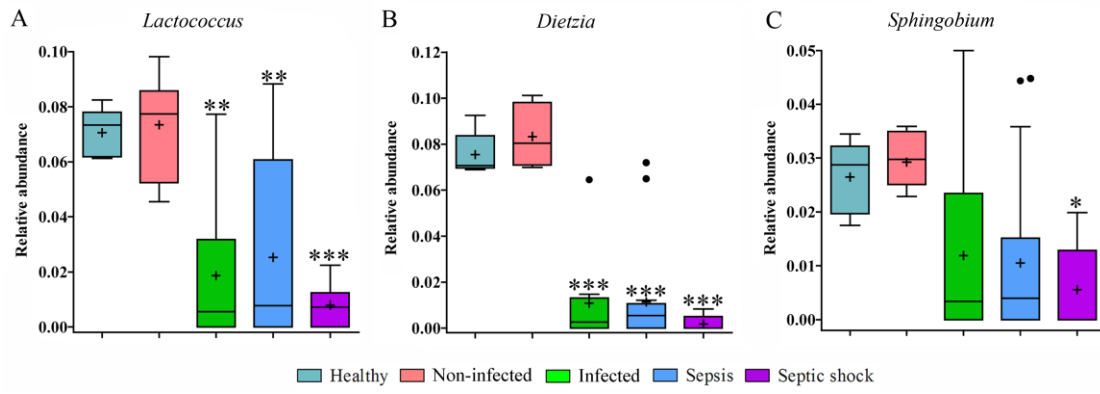 A
Lactococcus
Relative abundance
0.10
0.08
0.06
0.04
0.02
0.00
**
**
***
B
Dietzia
Relative abundance
0.12
0.10
0.08
0.06
0.04
0.02
0.00
***
***
***
C
Sphingobium
Relative abundance
0.05
0.04
0.03
0.02
0.01
0.00
*
Healthy Non-infected Infected Sepsis Septic shock